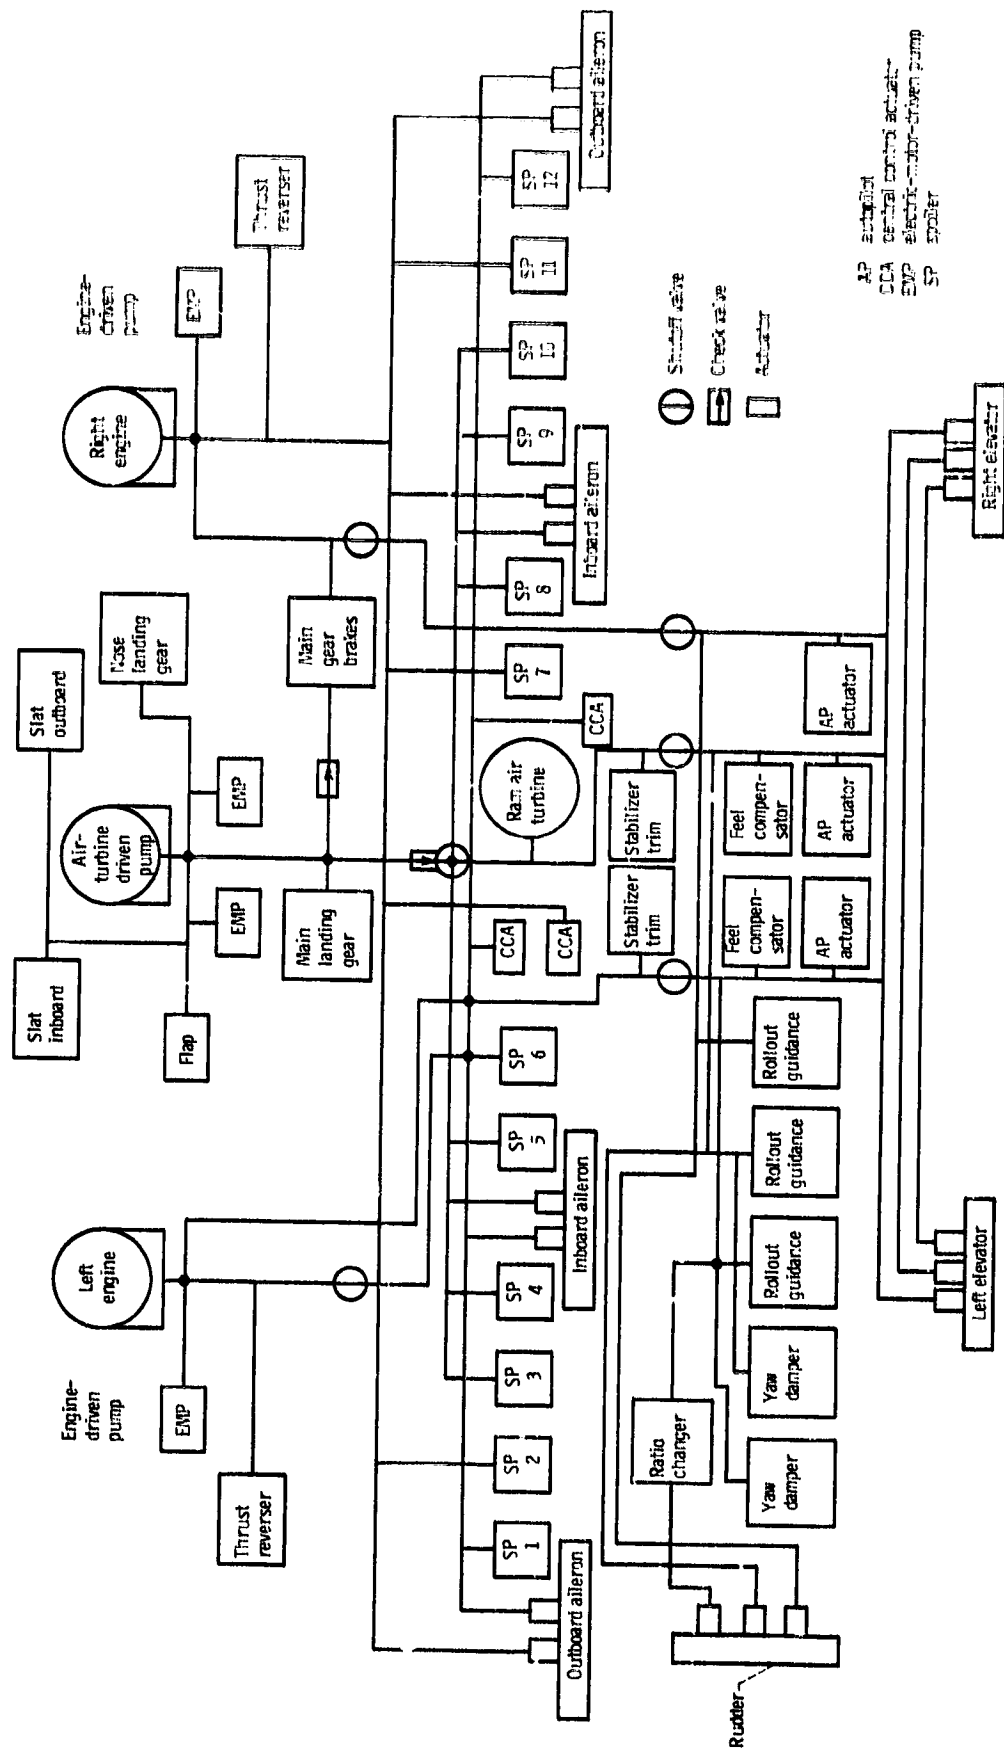 Slat
outboard
Slat
inboard
Nose
landing
gear
Flap
Air-
turbine
driven
pump
EMP
EMP
Main
landing
gear
Main
gear
brakes
Engine-
driven
pump
Left
engine
EMP
Thrust
reverser
Engine-
driven
pump
Right
engine
EMP
Thrust
reverser
SP
1
SP
2
SP
3
SP
4
SP
5
SP
6
CCA
CCA
Ram air
turbine
CCA
SP
7
SP
8
SP
9
SP
10
SP
11
SP
12
Outboard aileron
Inboard aileron
Inboard aileron
Outboard aileron
Stabilizer
trim
Stabilizer
trim
Ratio
changer
Feel
compen-
sator
Feel
compen-
sator
Yaw
damper
Yaw
damper
Rollout
guidance
Rollout
guidance
Rollout
guidance
AP
actuator
AP
actuator
AP
actuator
Rudder
Left elevator
Right elevator
Shutoff valve
Check valve
Actuator
AP autopilot
CCA central control actuator
EMP electric-motor-driven pump
SP spoiler